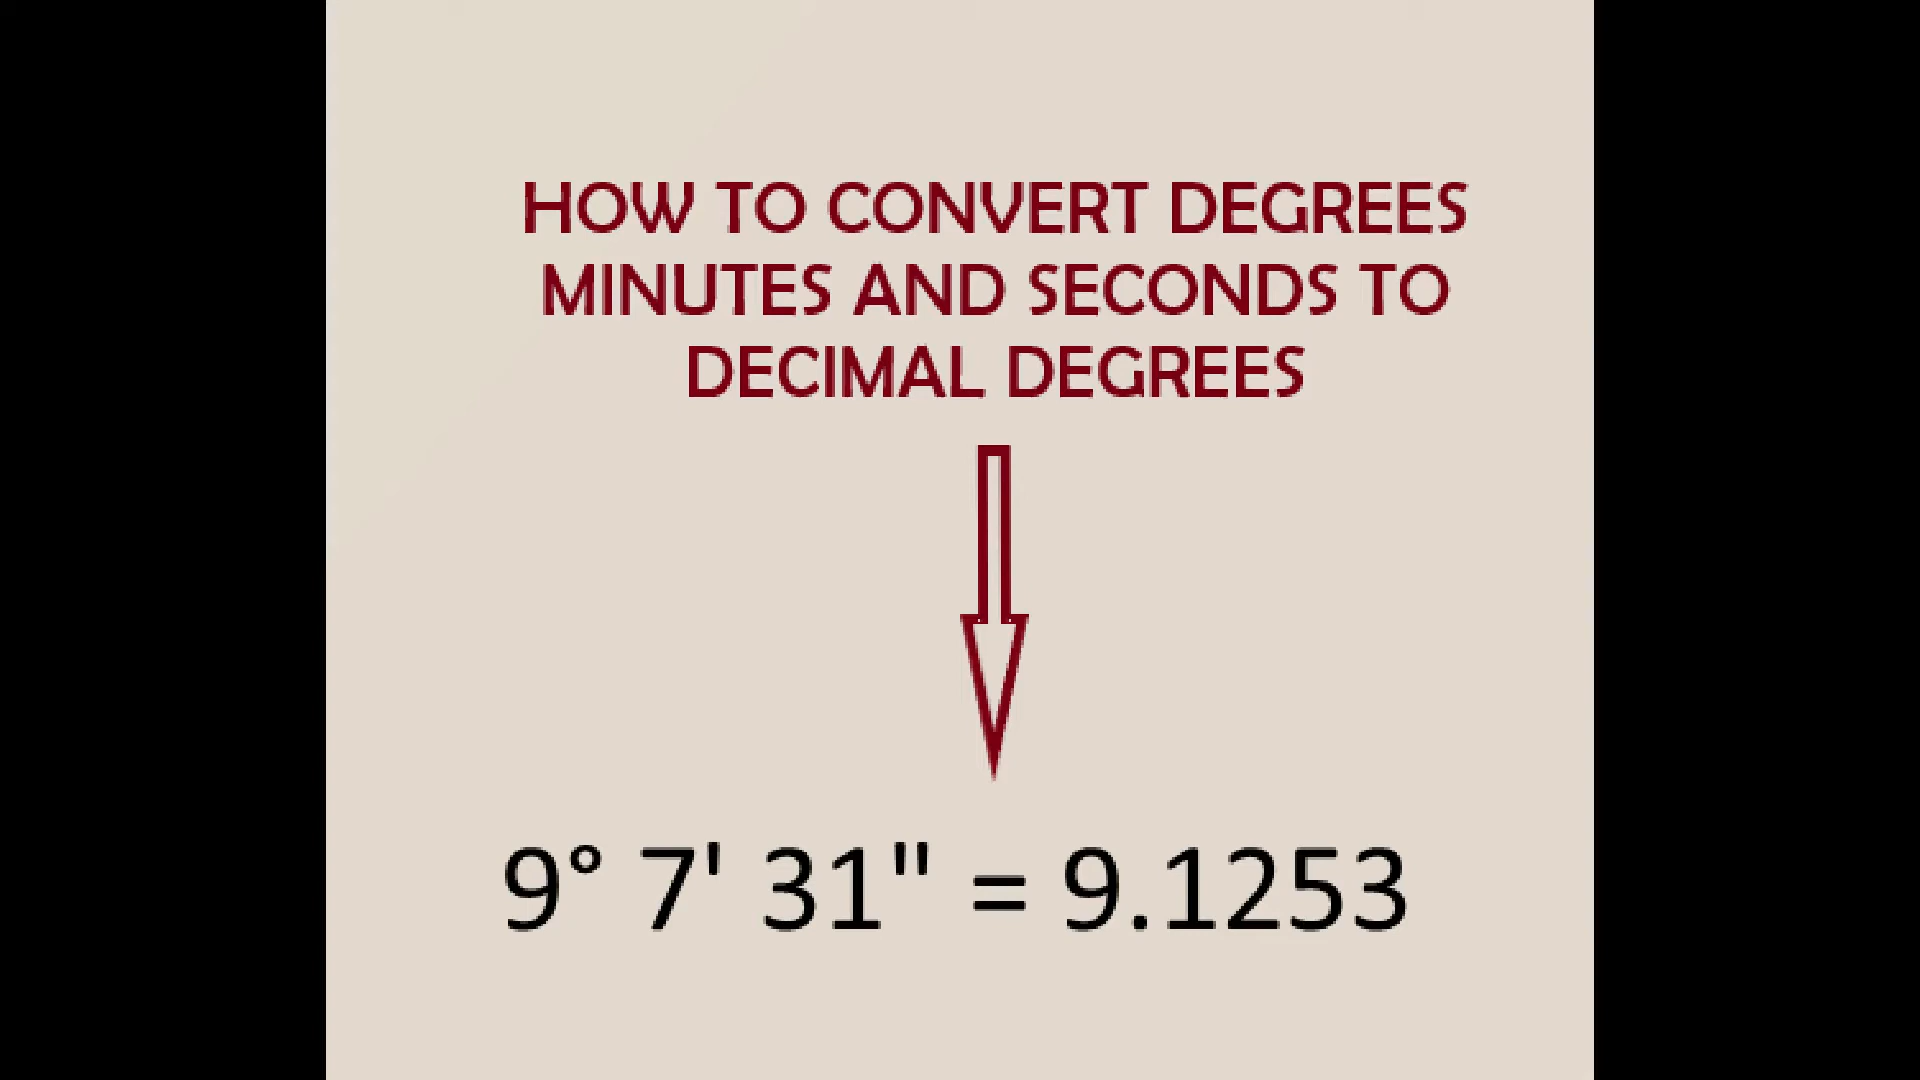 HOW TO CONVERT DEGREES
MINUTES AND SECONDS TO
DECIMAL DEGREES
9° 7' 31" = 9.1253